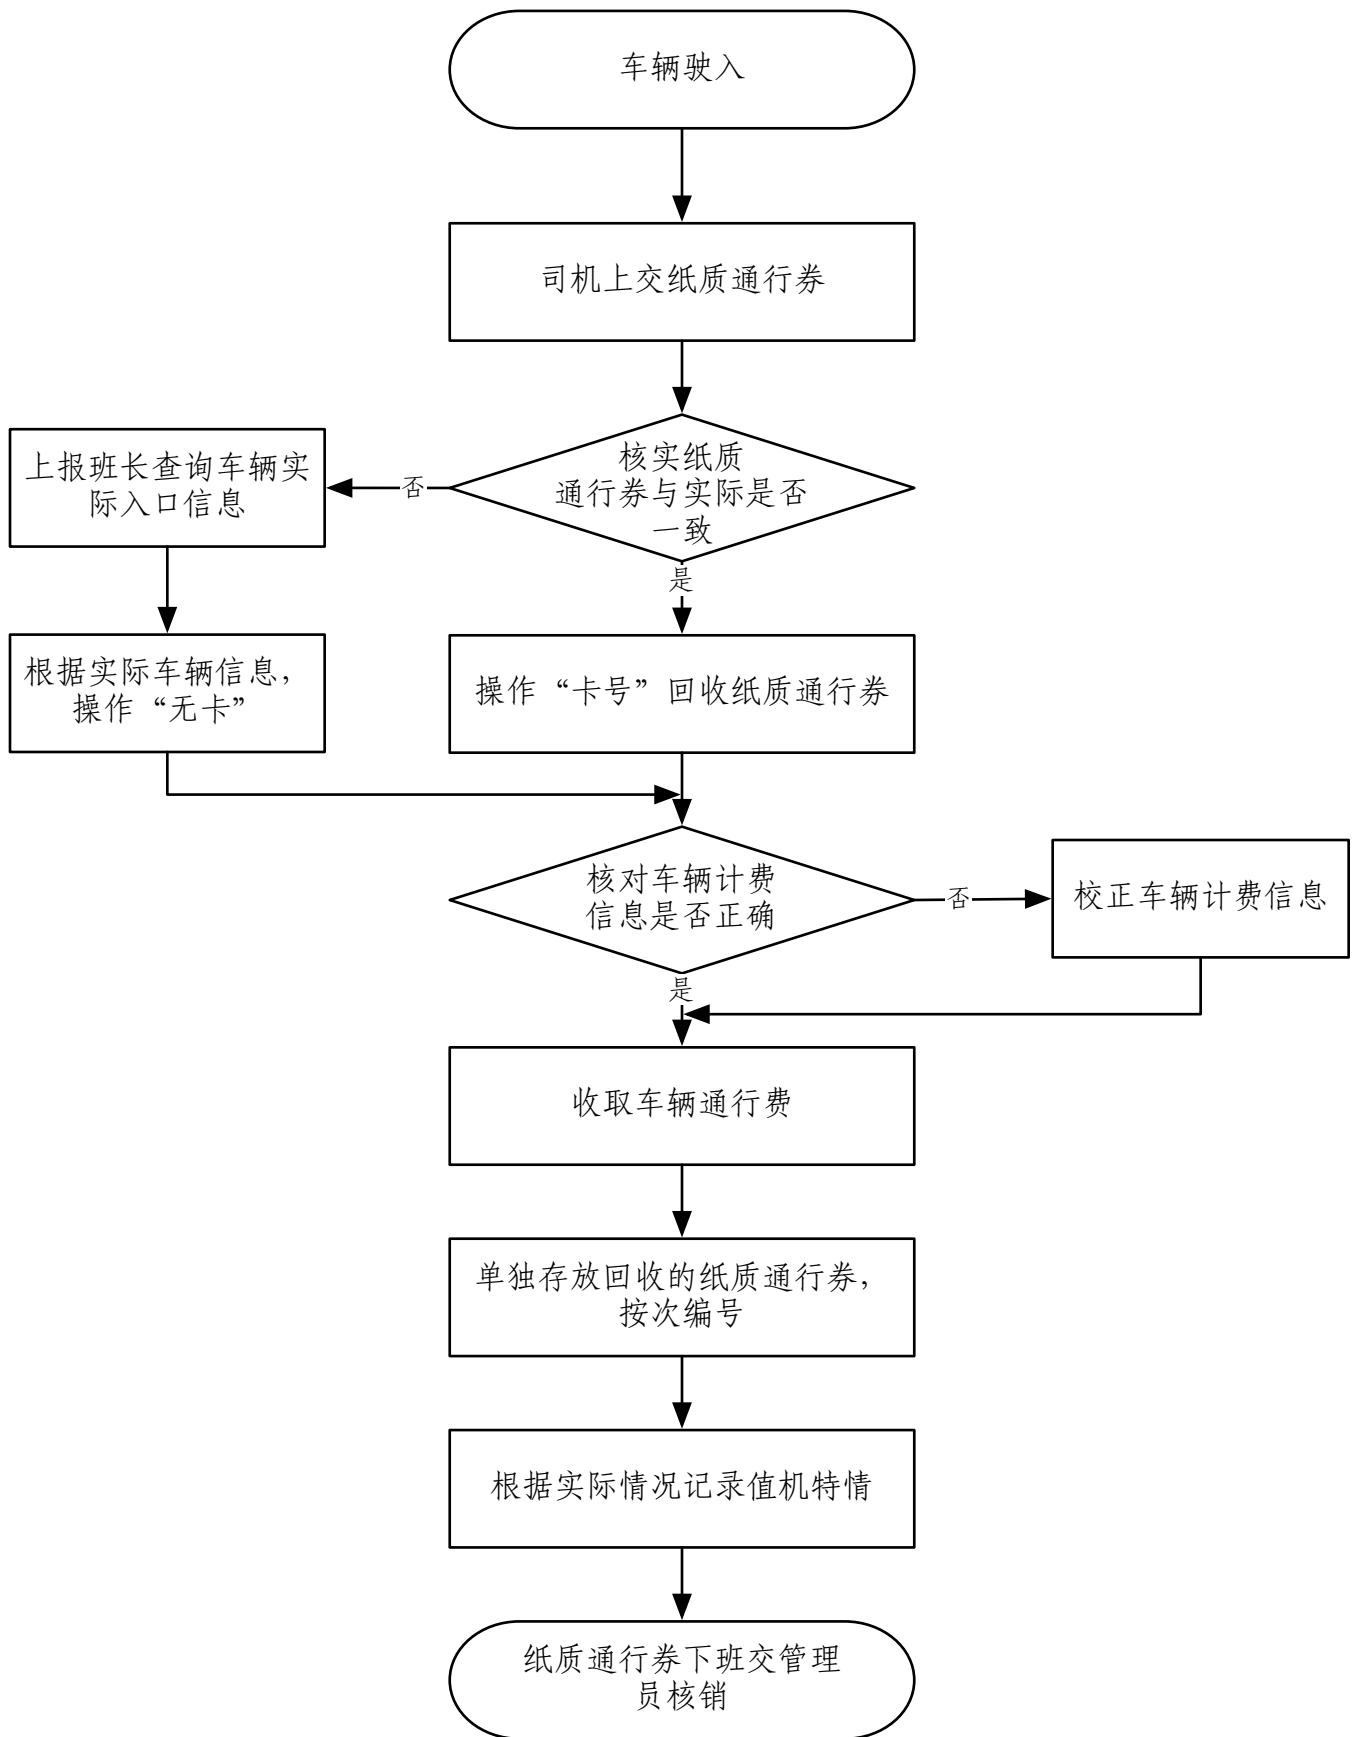 车辆驶入
司机上交纸质通行券
核实纸质
通行券与实际是否
一致
否
上报班长查询车辆实
际入口信息
是
根据实际车辆信息，
操作“无卡”
操作“卡号”回收纸质通行券
核对车辆计费
信息是否正确
否
校正车辆计费信息
是
收取车辆通行费
单独存放回收的纸质通行券，
按次编号
根据实际情况记录值机特情
纸质通行券下班交管理
员核销